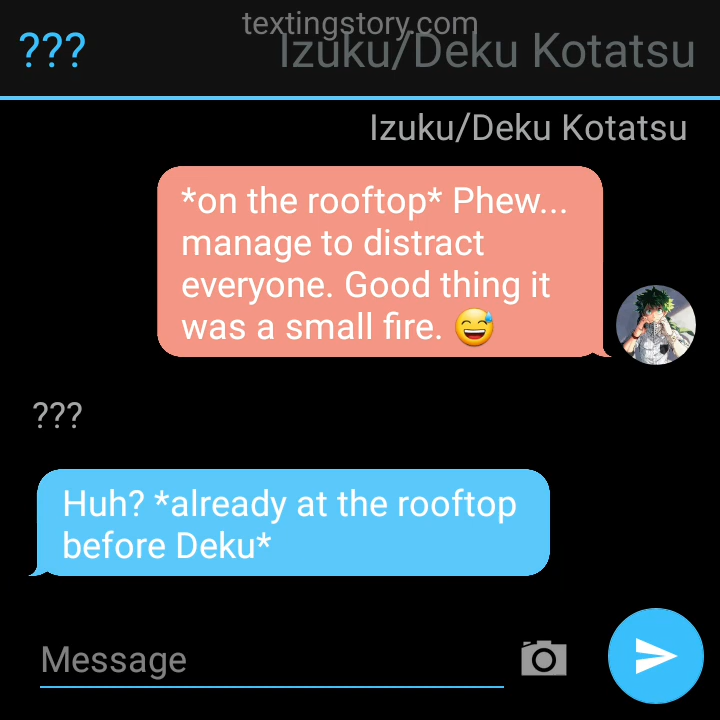 textingstory.com
??? Izuku/Deku Kotatsu
Izuku/Deku Kotatsu
*on the rooftop* Phew...
manage to distract
everyone. Good thing it
was a small fire. 😅
???
Huh? *already at the rooftop
before Deku*
Message